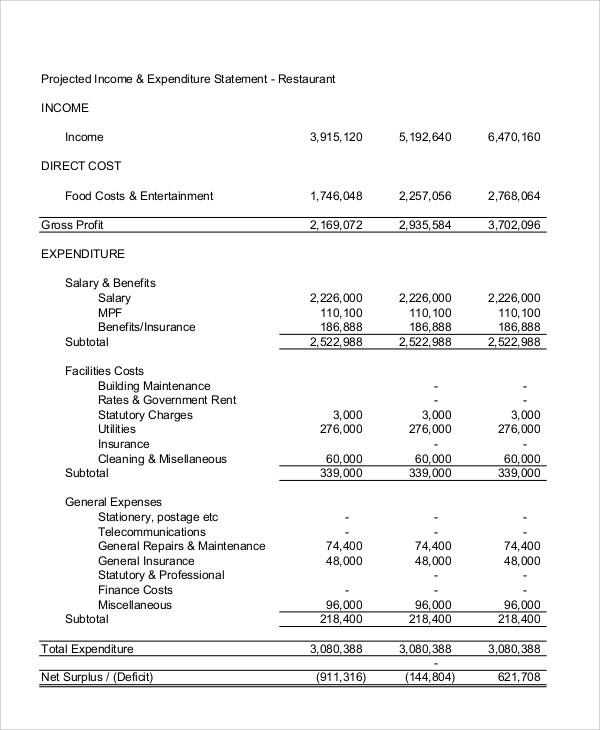 Projected Income & Expenditure Statement - Restaurant
INCOME
Income 3,915,120 5,192,640 6,470,160
DIRECT COST
Food Costs & Entertainment 1,746,048 2,257,056 2,768,064
Gross Profit 2,169,072 2,935,584 3,702,096
EXPENDITURE
Salary & Benefits
Salary 2,226,000 2,226,000 2,226,000
MPF 110,100 110,100 110,100
Benefits/Insurance 186,888 186,888 186,888
Subtotal 2,522,988 2,522,988 2,522,988
Facilities Costs
Building Maintenance - -
Rates & Government Rent - -
Statutory Charges 3,000 3,000 3,000
Utilities 276,000 276,000 276,000
Insurance - -
Cleaning & Misellaneous 60,000 60,000 60,000
Subtotal 339,000 339,000 339,000
General Expenses
Stationery, postage etc - - -
Telecommunications - - -
General Repairs & Maintenance 74,400 74,400 74,400
General Insurance 48,000 48,000 48,000
Statutory & Professional - -
Finance Costs - - -
Miscellaneous 96,000 96,000 96,000
Subtotal 218,400 218,400 218,400
Total Expenditure 3,080,388 3,080,388 3,080,388
-
Net Surplus / (Deficit) (911,316) (144,804) 621,708